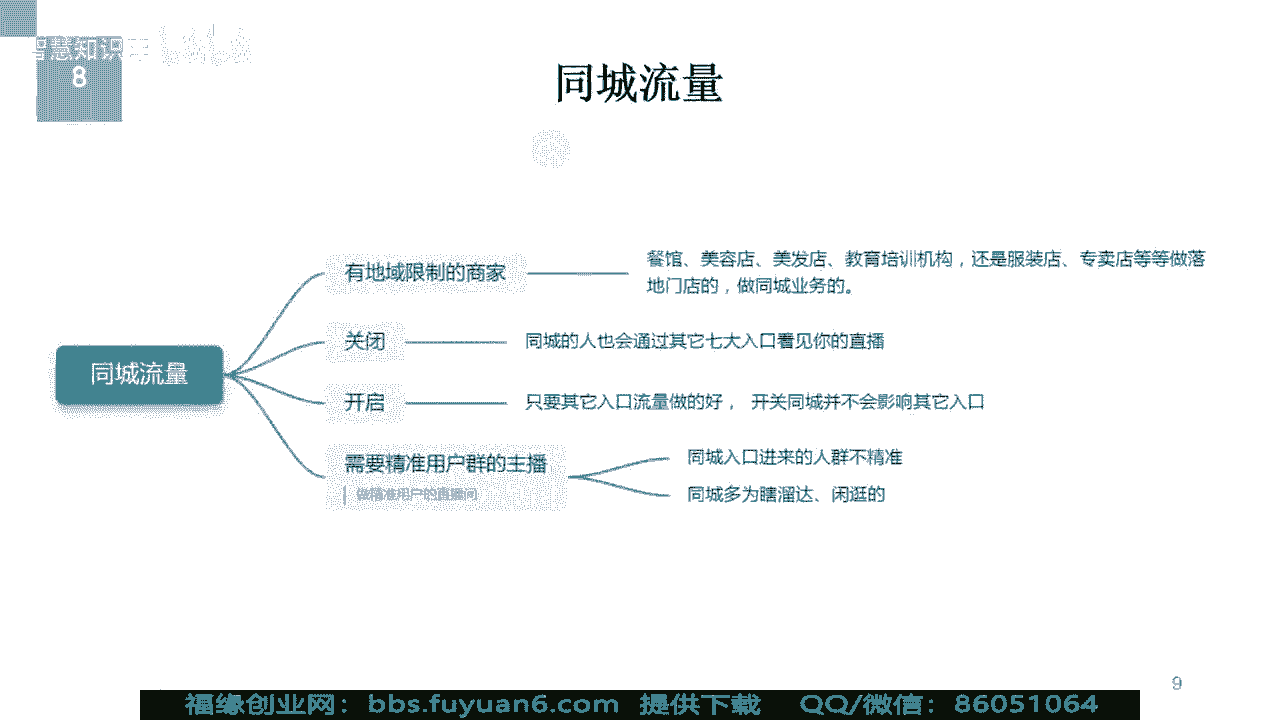 智慧知识
8
同城流量
同城流量
有地域限制的商家
餐馆、美容店、美发店、教育培训机构，还是服装店、专卖店等等做落
地门店的，做同城业务的。
关闭
同城的人也会通过其它七大入口看见你的直播
开启
只要其它入口流量做的好， 开关同城并不会影响其它入口
需要精准用户群的主播
做精准用户的直播间
同城入口进来的人群不精准
同城多为瞎溜达、闲逛的
9
福缘创业网：bbs.fuyuan6.com 提供下载 QQ/微信：86051064